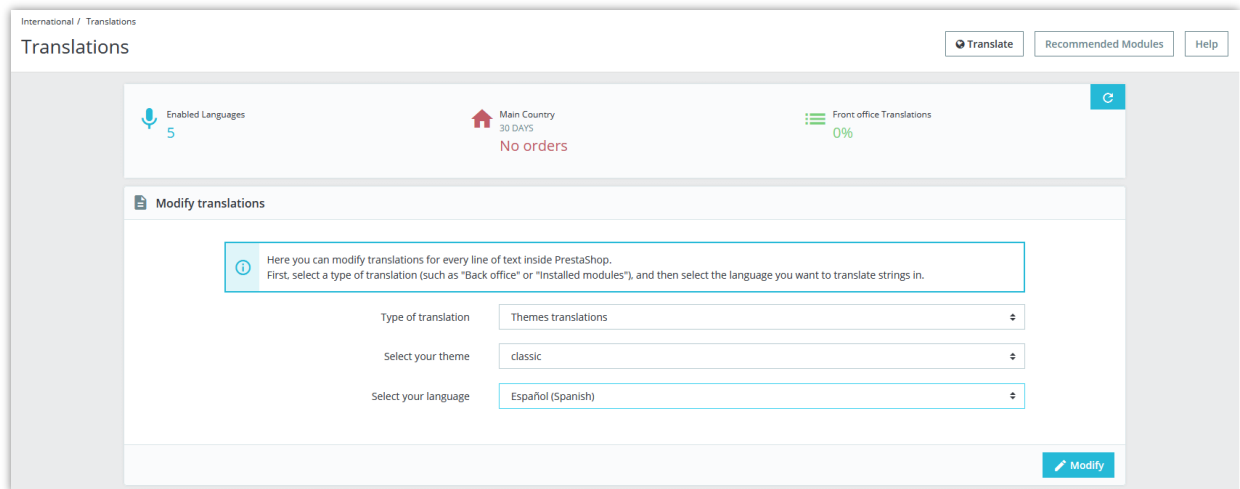 International / Translations
Translations
Translate
Recommended Modules
Help
Enabled Languages
5
Main Country
30 DAYS
No orders
Front office Translations
0%
Modify translations
Here you can modify translations for every line of text inside PrestaShop.
First, select a type of translation (such as "Back office" or "Installed modules"), and then select the language you want to translate strings in.
Type of translation
Themes translations
Select your theme
classic
Select your language
Español (Spanish)
Modify